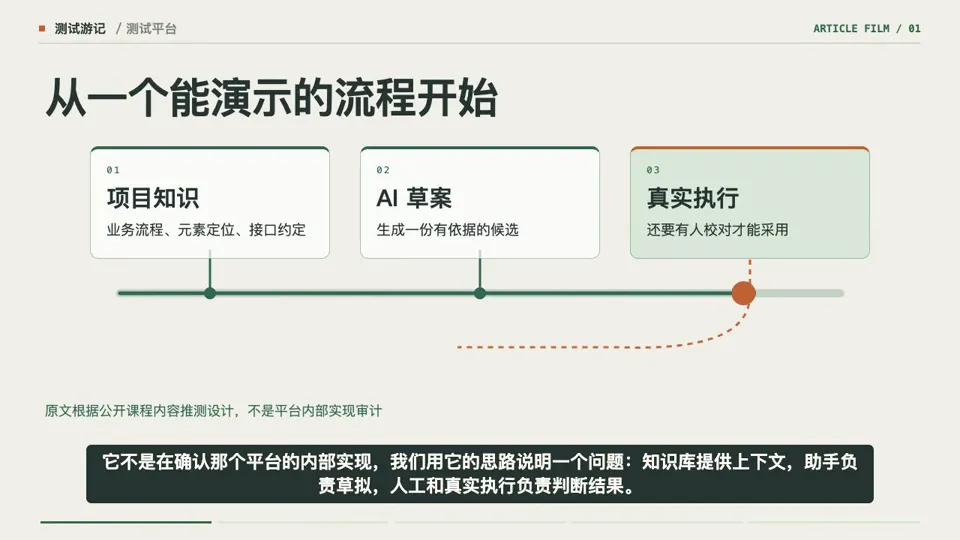 测试游记 / 测试平台
ARTICLE FILM / 01
从一个能演示的流程开始
01
项目知识
业务流程、元素定位、接口约定
02
AI 草案
生成一份有依据的候选
03
真实执行
还要有人校对才能采用
原文根据公开课程内容推测设计，不是平台内部实现审计
它不是在确认那个平台的内部实现，我们用它的思路说明一个问题：知识库提供上下文，助手负
责草拟，人工和真实执行负责判断结果。